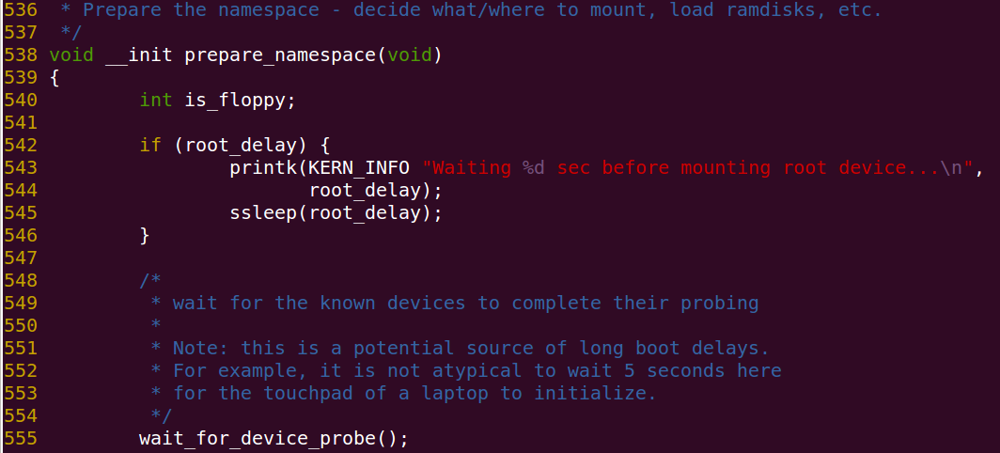 536  * Prepare the namespace - decide what/where to mount, load ramdisks, etc.
537  */
538 void __init prepare_namespace(void)
539 {
540         int is_floppy;
541
542         if (root_delay) {
543                 printk(KERN_INFO "Waiting %d sec before mounting root device...\n",
544                        root_delay);
545                 ssleep(root_delay);
546         }
547
548         /*
549          * wait for the known devices to complete their probing
550          *
551          * Note: this is a potential source of long boot delays.
552          * For example, it is not atypical to wait 5 seconds here
553          * for the touchpad of a laptop to initialize.
554          */
555         wait_for_device_probe();